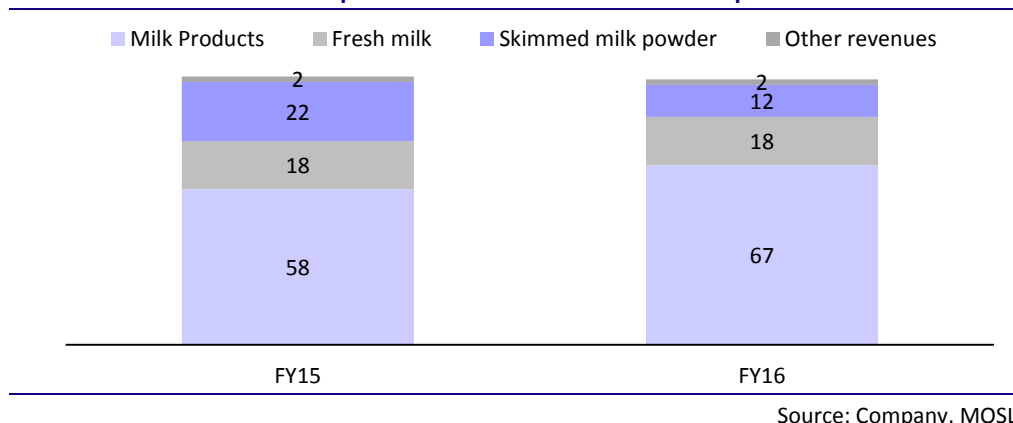 Milk Products Fresh milk Skimmed milk powder Other revenues
2 2
22 12
18 18
58 67
FY15 FY16
Source: Company, MOSL